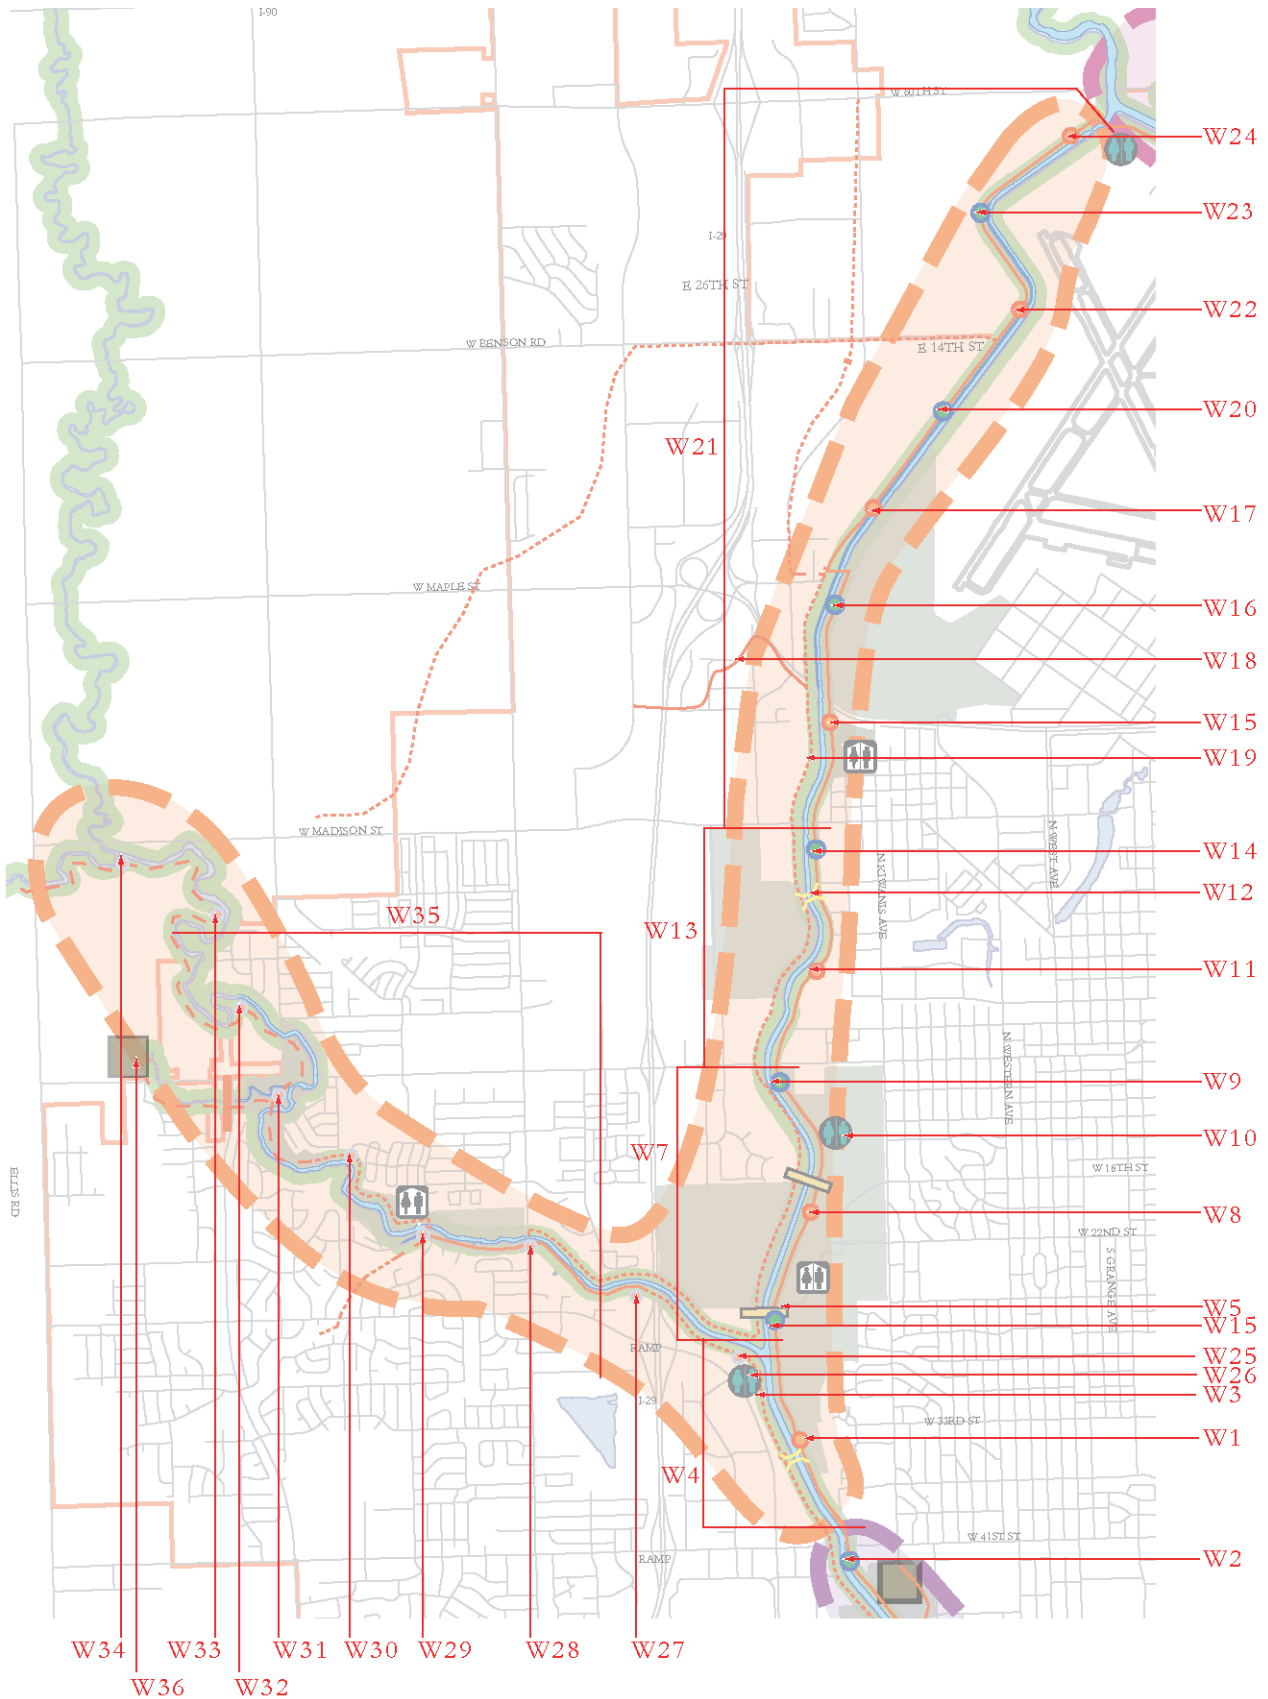 I-90
W 60TH ST
W24
W23
I-29
E 26TH ST
W22
W BENSON RD
E 14TH ST
W20
W21
W17
W MAPLE ST
W16
W18
W15
W19
W MADISON ST
N WEST AVE
W14
N KIWANIS AVE
W12
W35
W13
W11
N WESTERN AVE
W9
W10
W7
W 18TH ST
ELLIS RD
W8
W 22ND ST
S GRANGE AVE
W5
W15
RAMP
W25
W26
I-29
W3
W 33RD ST
W1
W4
W 41ST ST
RAMP
W2
W34 W33 W31 W30 W29 W28 W27
W36 W32